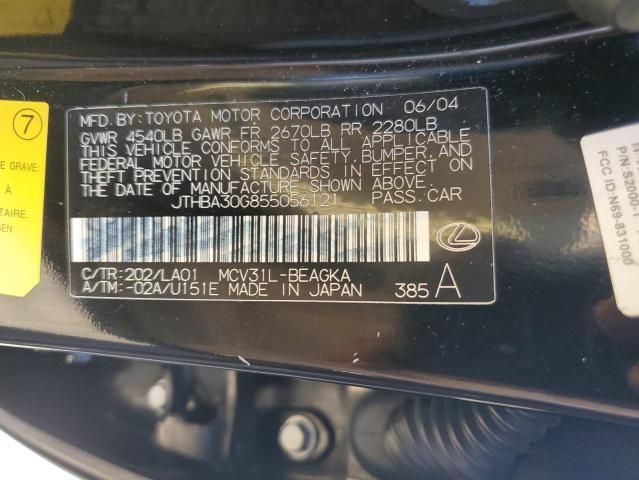 MFD. BY: TOYOTA MOTOR CORPORATION 06/04
GVWR 4540LB GAWR FR 2670LB RR 2280LB
THIS VEHICLE CONFORMS TO ALL APPLICABLE
FEDERAL MOTOR VEHICLE SAFETY, BUMPER, AND
THEFT PREVENTION STANDARDS IN EFFECT ON
THE DATE OF MANUFACTURE SHOWN ABOVE.
JTHBA30G855056121 PASS. CAR
C/TR: 202/LA01 MCV31L-BEAGKA
A/TM: -02A/U151E MADE IN JAPAN 385 A
7
E GRAVE:
À
TAIRE.
GEN.
P/N:S2000-
FCC ID:N69-831000